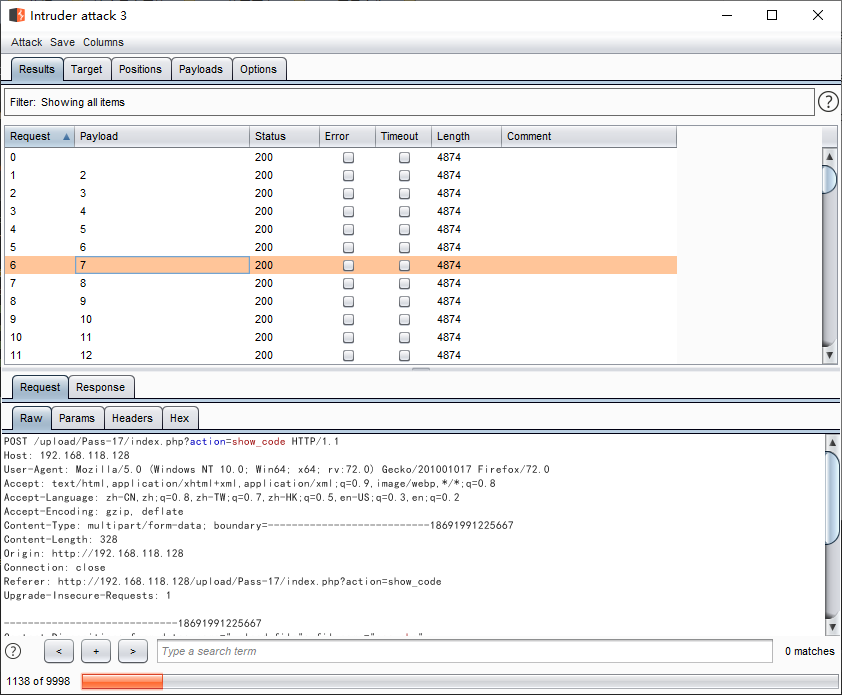 Intruder attack 3
Attack Save Columns
Results Target Positions Payloads Options
Filter: Showing all items
?
Request Payload Status Error Timeout Length Comment
0 200 4874
1 2 200 4874
2 3 200 4874
3 4 200 4874
4 5 200 4874
5 6 200 4874
6 7 200 4874
7 8 200 4874
8 9 200 4874
9 10 200 4874
10 11 200 4874
11 12 200 4874
Request Response
Raw Params Headers Hex
POST /upload/Pass-17/index.php?action=show_code HTTP/1.1
Host: 192.168.118.128
User-Agent: Mozilla/5.0 (Windows NT 10.0; Win64; x64; rv:72.0) Gecko/201001017 Firefox/72.0
Accept: text/html,application/xhtml+xml,application/xml;q=0.9,image/webp,*/*;q=0.8
Accept-Language: zh-CN,zh;q=0.8,zh-TW;q=0.7,zh-HK;q=0.5,en-US;q=0.3,en;q=0.2
Accept-Encoding: gzip, deflate
Content-Type: multipart/form-data; boundary=---------------------------18691991225667
Content-Length: 328
Origin: http://192.168.118.128
Connection: close
Referer: http://192.168.118.128/upload/Pass-17/index.php?action=show_code
Upgrade-Insecure-Requests: 1
-----------------------------18691991225667
? < + > Type a search term 0 matches
1138 of 9998